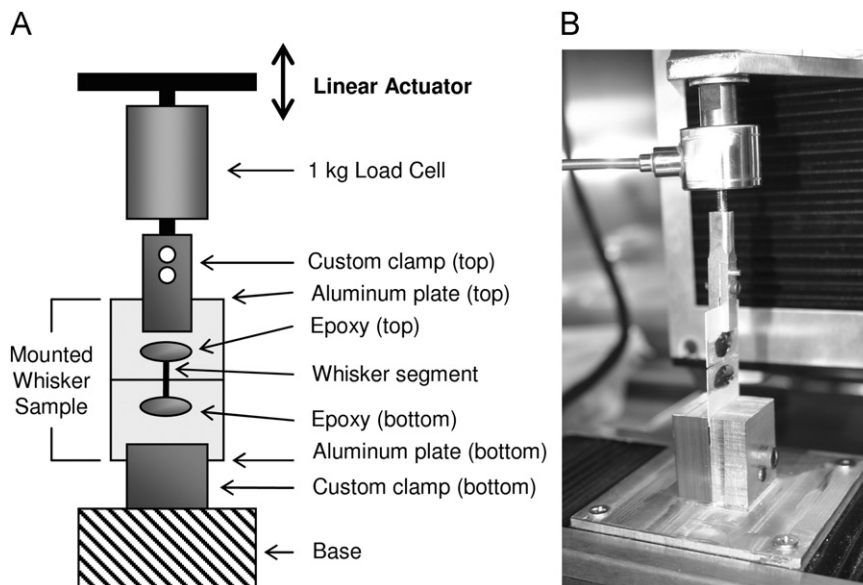 A
B
Linear Actuator
1 kg Load Cell
Custom clamp (top)
Aluminum plate (top)
Epoxy (top)
Mounted
Whisker
Sample
Whisker segment
Epoxy (bottom)
Aluminum plate (bottom)
Custom clamp (bottom)
Base